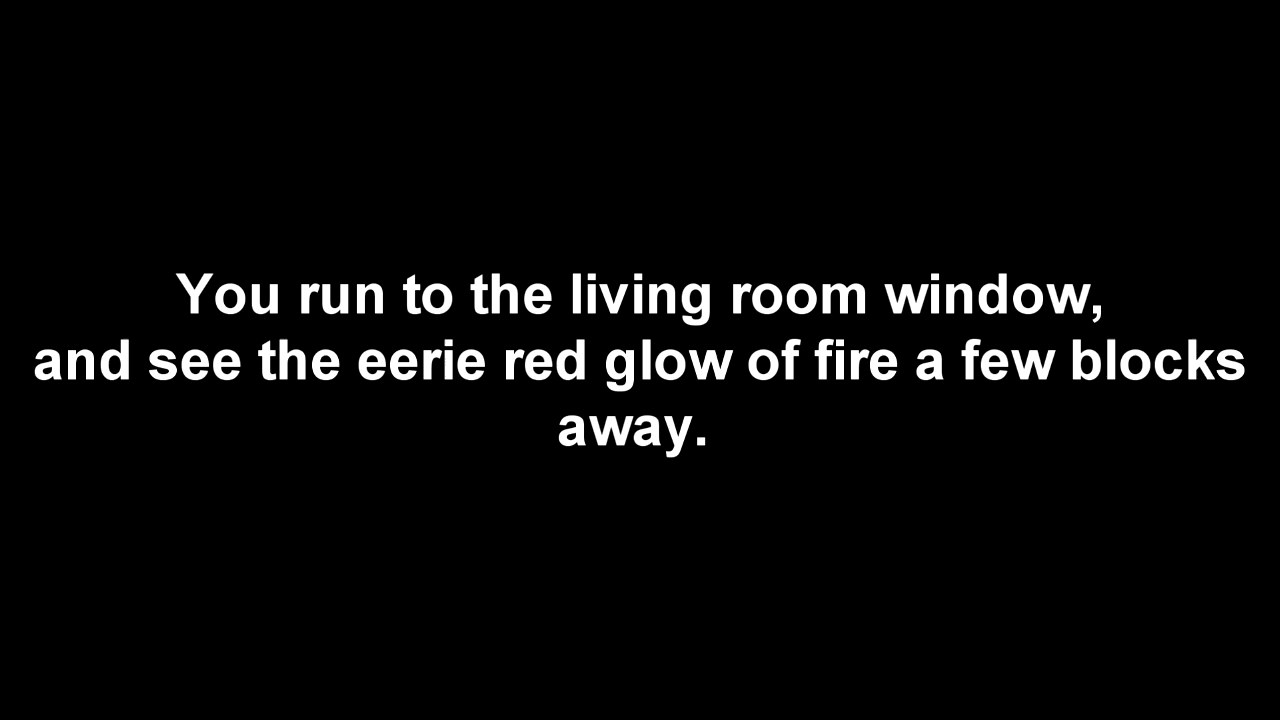 You run to the living room window,
and see the eerie red glow of fire a few blocks
away.